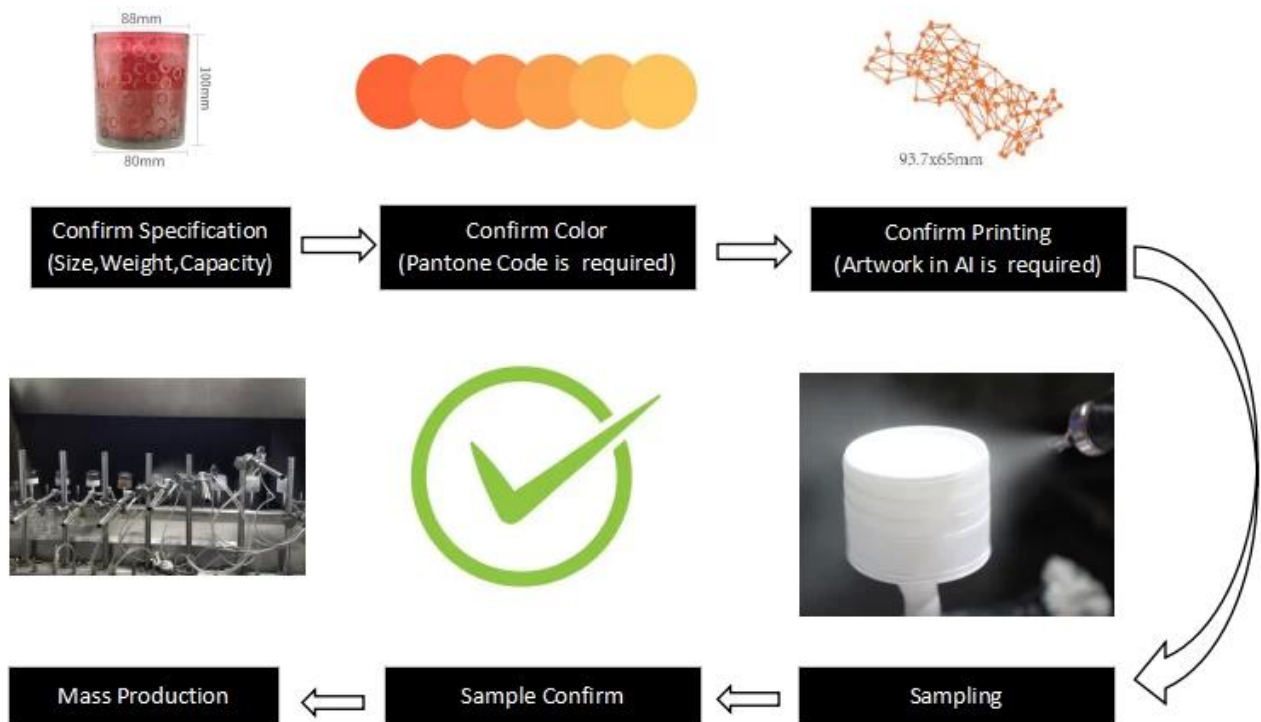 88mm
100mm
80mm
93.7x65mm
Confirm Specification
(Size,Weight,Capacity)
Confirm Color
(Pantone Code is required)
Confirm Printing
(Artwork in AI is required)
Mass Production
Sample Confirm
Sampling